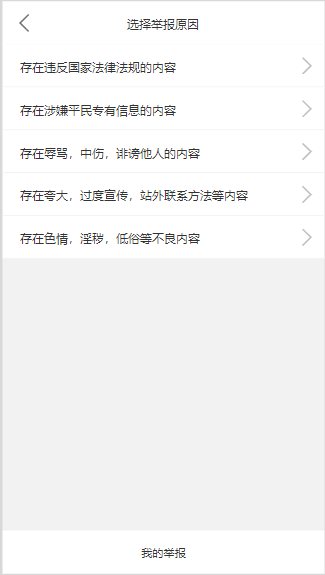 选择举报原因
存在违反国家法律法规的内容
存在涉嫌平民专有信息的内容
存在辱骂，中伤，诽谤他人的内容
存在夸大，过度宣传，站外联系方法等内容
存在色情，淫秽，低俗等不良内容
我的举报